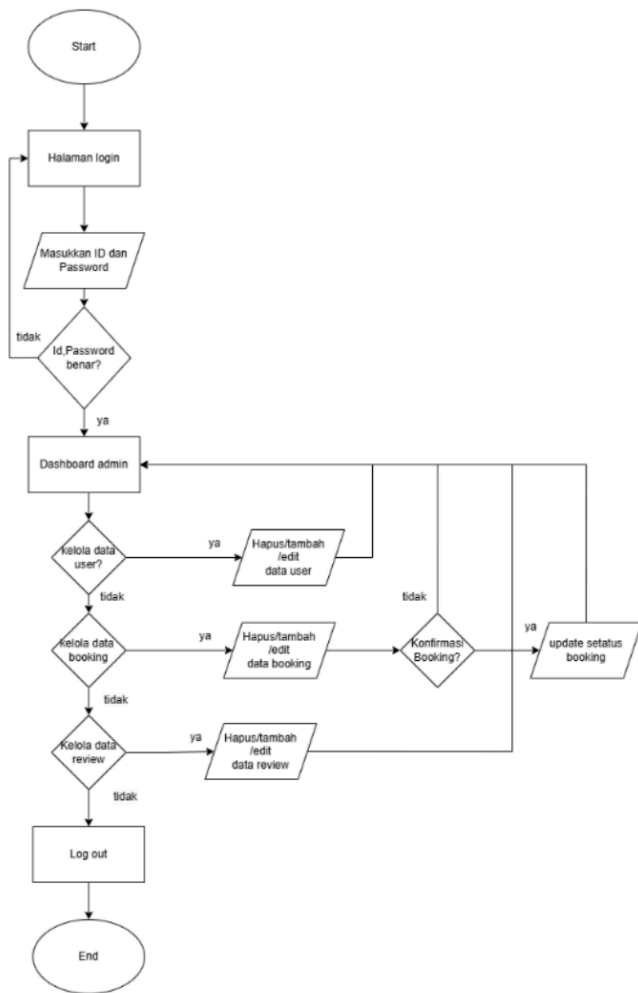 Start
Halaman login
Masukkan ID dan
Password
tidak
Id,Password
benar?
ya
Dashboard admin
kelola data
user?
ya
Hapus/tambah
/edit
data user
tidak
kelola data
booking
ya
Hapus/tambah
/edit
data booking
tidak
Konfirmasi
Booking?
ya
update setatus
booking
tidak
Kelola data
review
ya
Hapus/tambah
/edit
data review
tidak
Log out
End